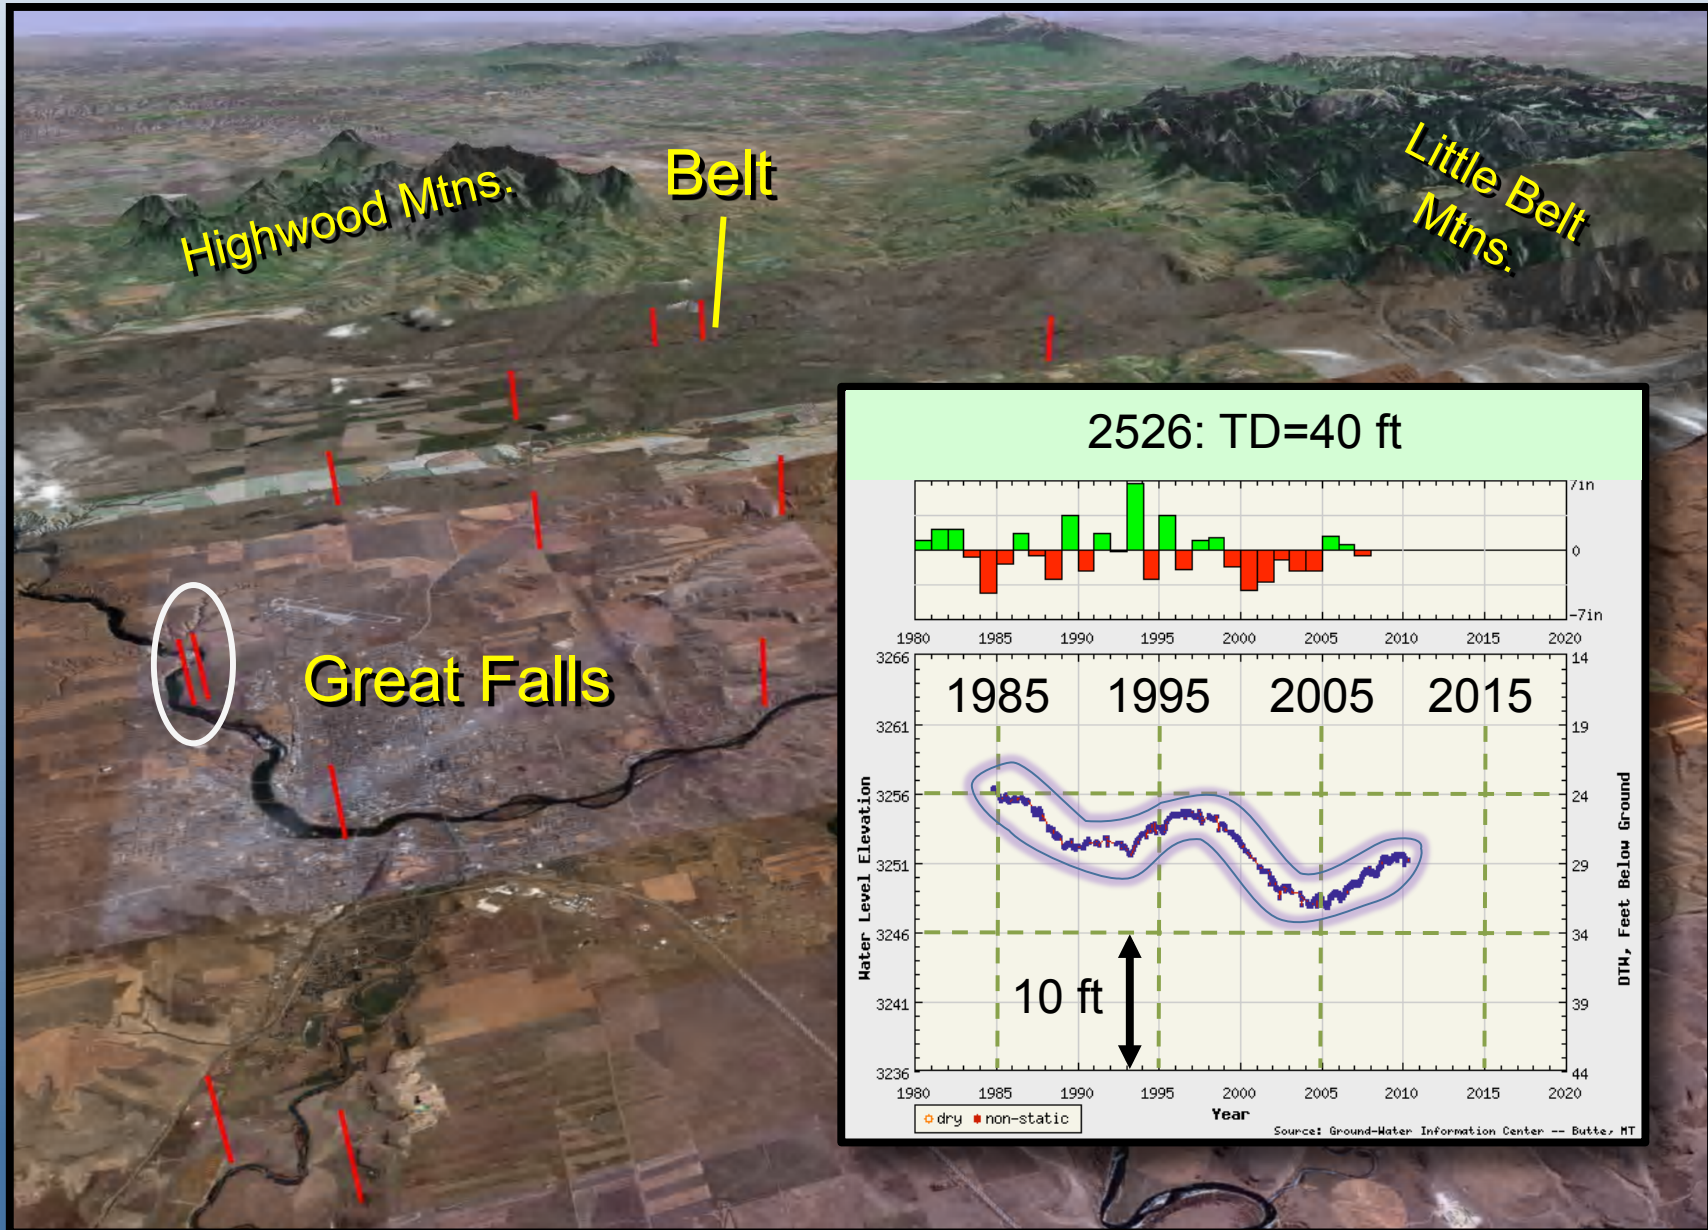 Highwood Mtns.
Belt
Little Belt
Mtns.
Great Falls
2526: TD=40 ft
7in
0
-7in
1980 1985 1990 1995 2000 2005 2010 2020
3266 14
1985 1995 2005 2015
3261 19
3256 24
3251 29
3246 34
10 ft
3241 39
3236 44
Water Level Elevation
DTW, Feet Below Ground
1980 1985 1990 1995 2000 2005 2010 2015 2020
Year
dry non-static
Source: Ground-Water Information Center -- Butte, MT